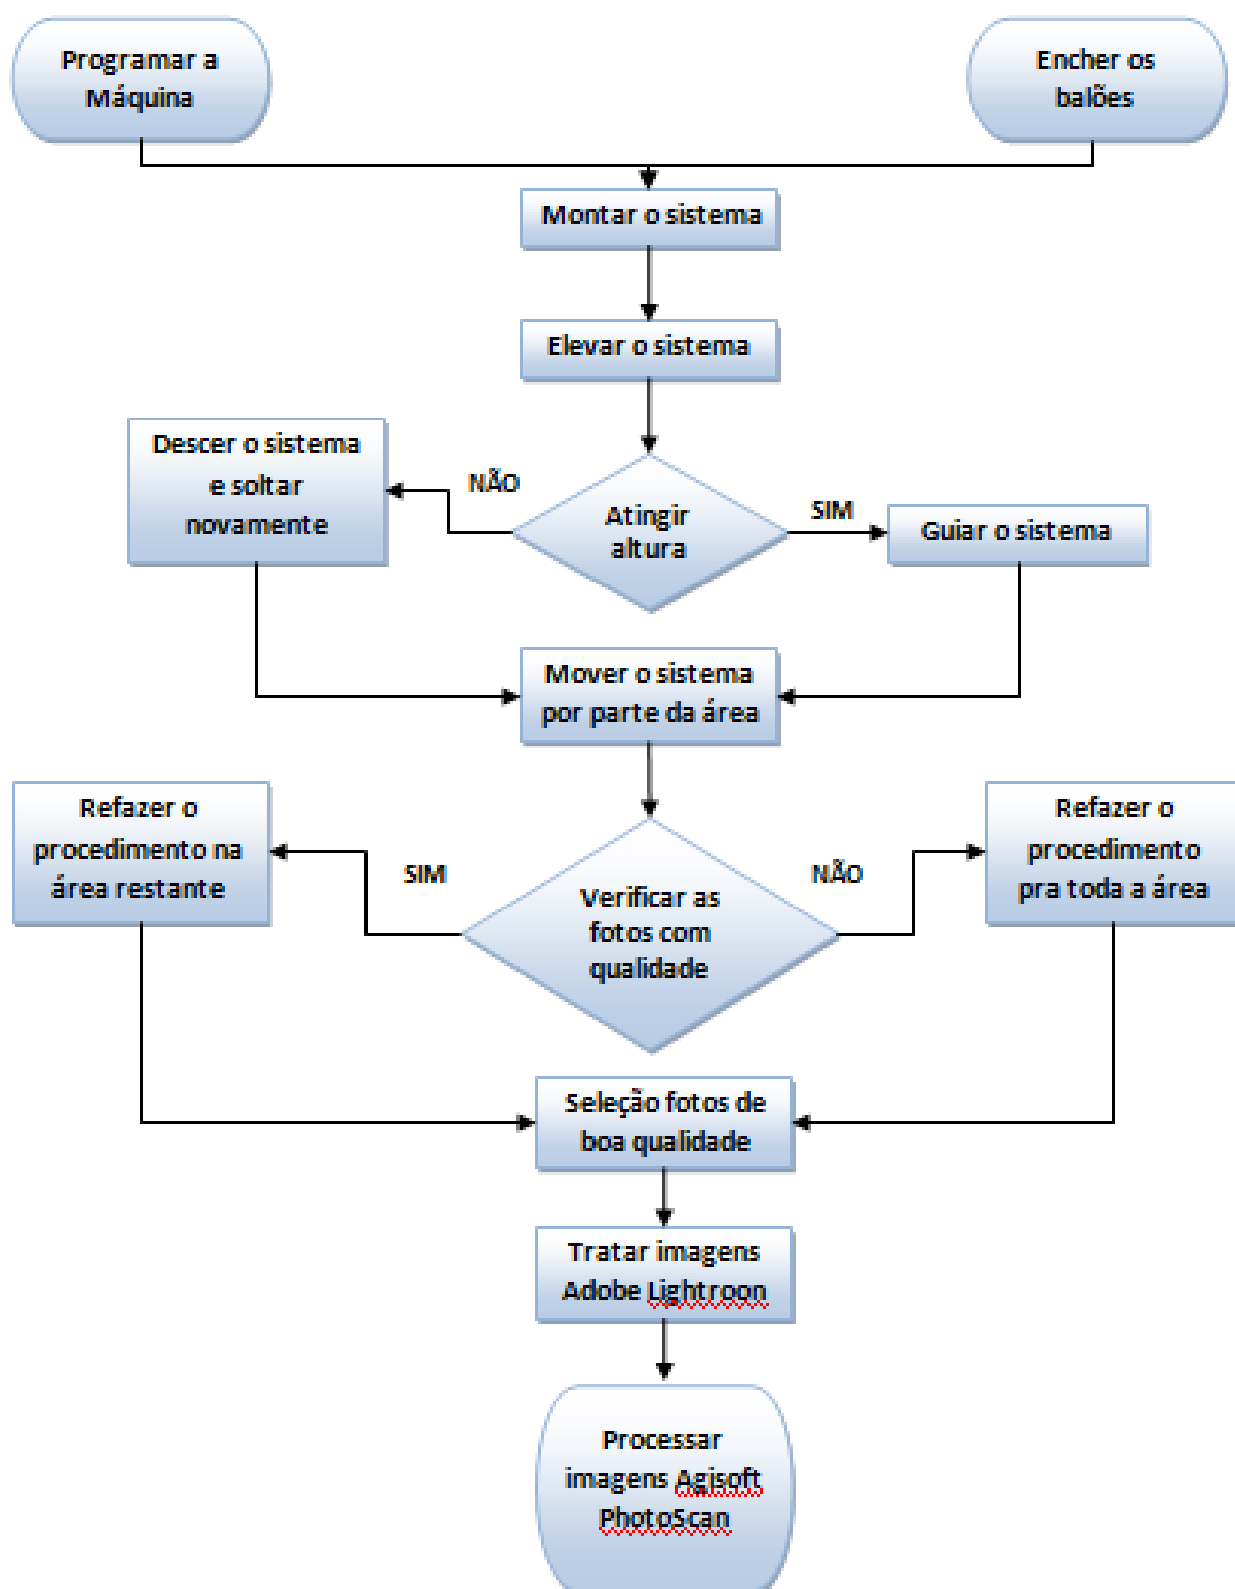 Programar a
Máquina
Encher os
balões
Montar o sistema
Elevar o sistema
Descer o sistema
e soltar
novamente
NÃO
Atingir
altura
SIM
Guiar o sistema
Mover o sistema
por parte da área
Refazer o
procedimento na
área restante
SIM
Verificar as
fotos com
qualidade
NÃO
Refazer o
procedimento
pra toda a área
Seleção fotos de
boa qualidade
Tratar imagens
Adobe Lightroon
Processar
imagens Agisoft
PhotoScan